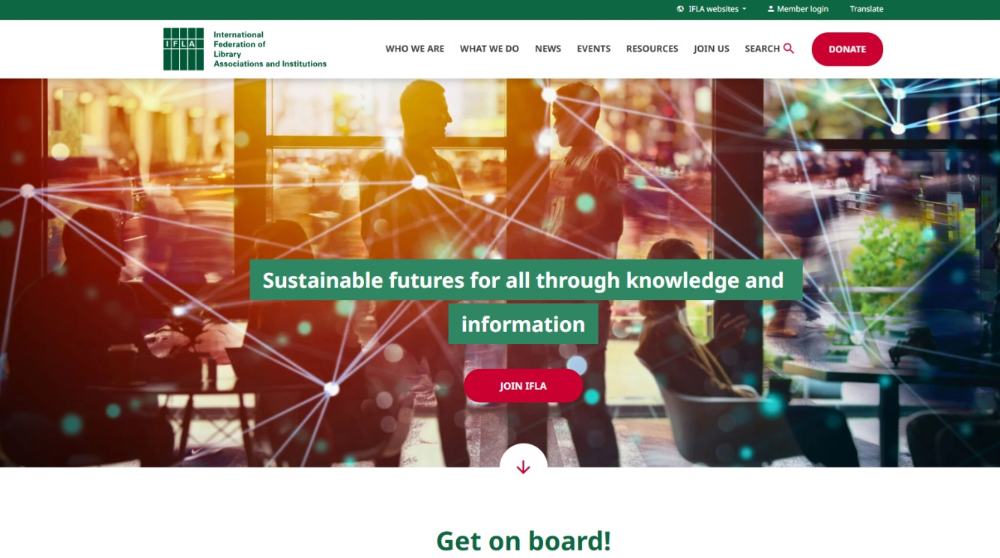 IFLA websites
Member login
Translate
IFLA
International
Federation of
Library
Associations and Institutions
WHO WE ARE
WHAT WE DO
NEWS
EVENTS
RESOURCES
JOIN US
SEARCH
DONATE
Sustainable futures for all through knowledge and
information
JOIN IFLA
Get on board!